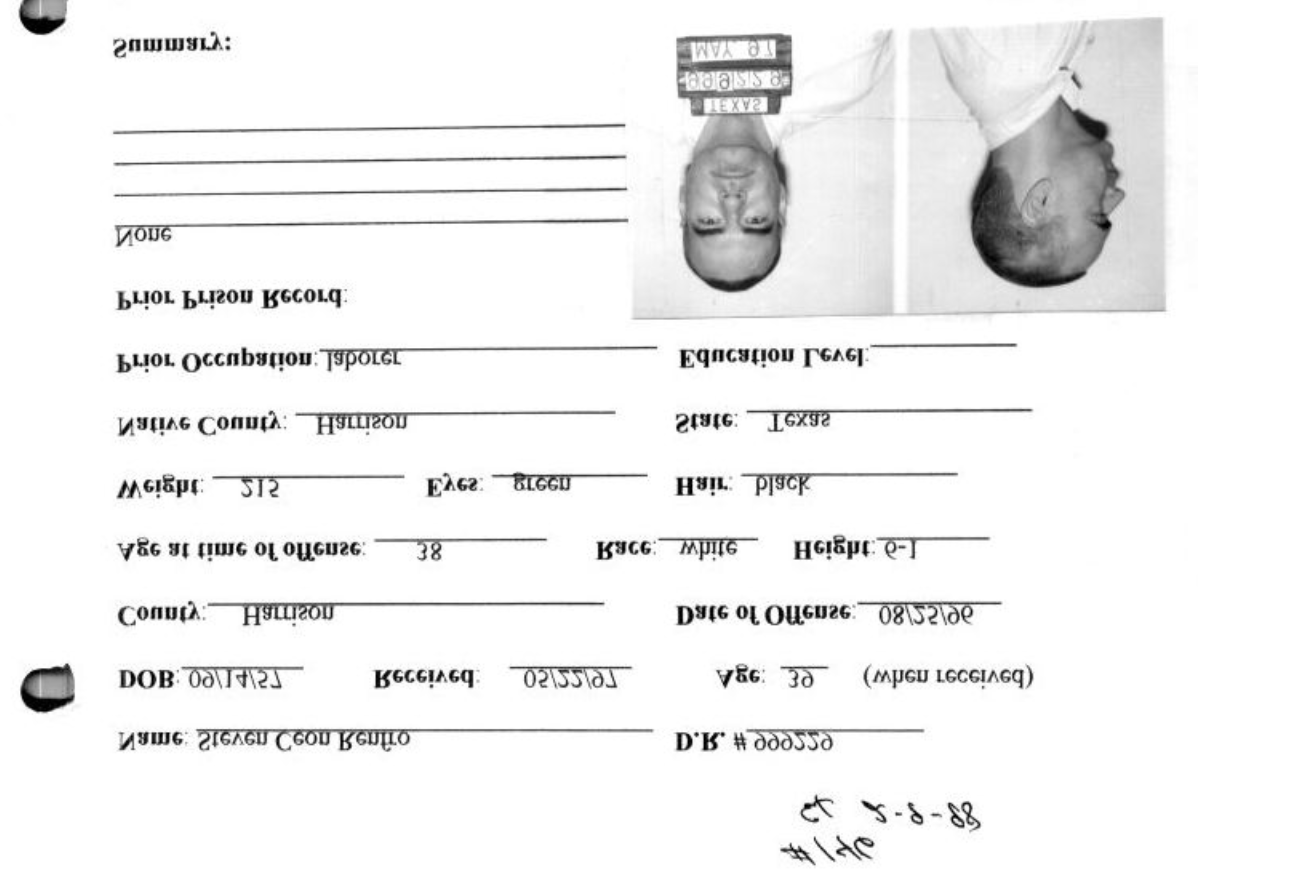 #146
ex 2-9-98
Name: Steven Ceon Renfro D.R. # 999229
DOB: 09/14/57 Received: 05/22/97 Age: 39 (when received)
County: Harrison Date of Offense: 08/25/96
Age at time of offense: 38 Race: white Height: 6-1
Weight: 215 Eyes: green Hair: black
Native County: Harrison State: Texas
Prior Occupation: laborer Education Level:
Prior Prison Record:
None
Summary:
TEXAS
999229
MAY. 97